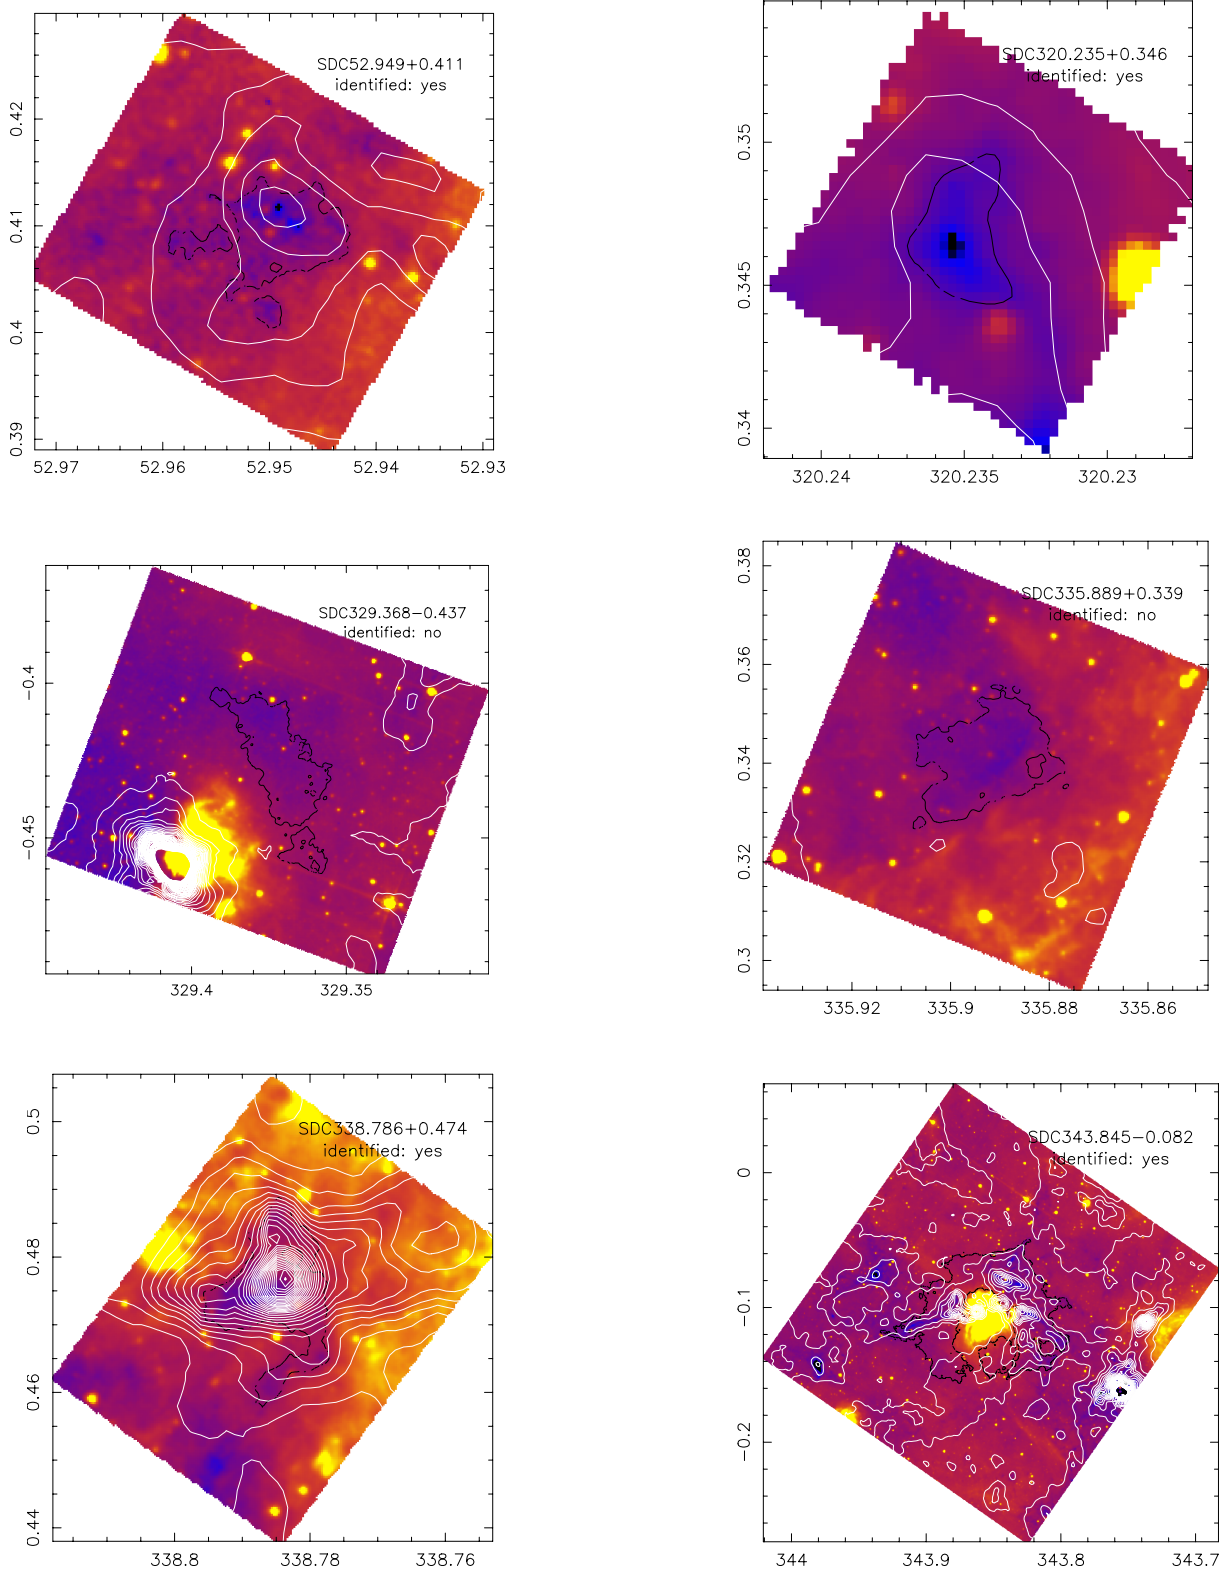 SDC52.949+0.411
identified: yes
0.42
0.41
0.4
0.39
52.97 52.96 52.95 52.94 52.93
SDC320.235+0.346
identified: yes
0.35
0.345
0.34
320.24 320.235 320.23
SDC329.368−0.437
identified: no
−0.4
−0.45
329.4 329.35
SDC335.889+0.339
identified: no
0.38
0.36
0.34
0.32
0.3
335.92 335.9 335.88 335.86
SDC338.786+0.474
identified: yes
0.5
0.48
0.46
0.44
338.8 338.78 338.76
SDC343.845−0.082
identified: yes
0
−0.1
−0.2
344 343.9 343.8 343.7